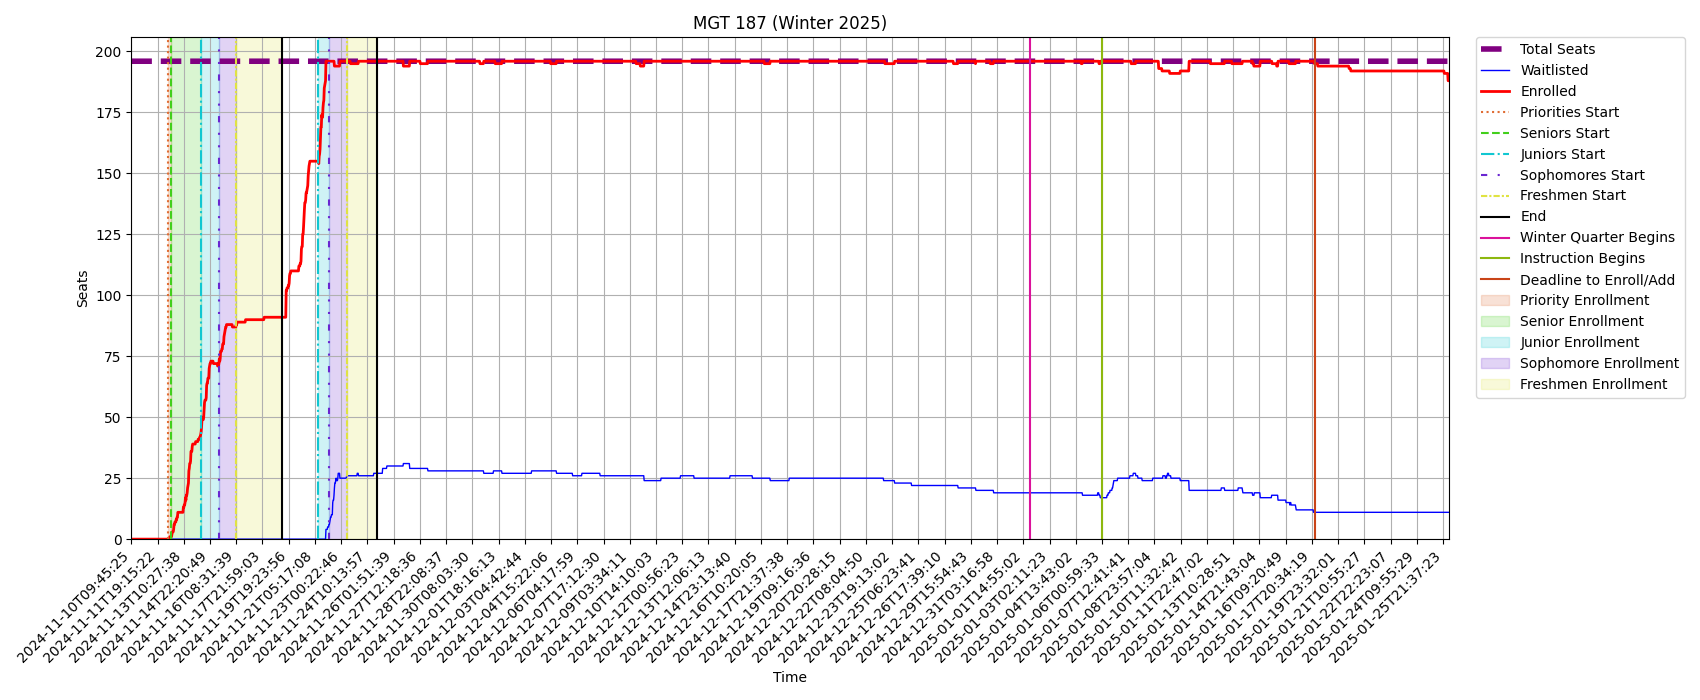 MGT 187 (Winter 2025)
200
175
150
125
100
75
50
25
0
Seats
2024-11-10T09:45:25
2024-11-11T19:15:22
2024-11-13T10:27:38
2024-11-14T22:20:49
2024-11-16T08:31:39
2024-11-17T21:59:03
2024-11-19T19:23:56
2024-11-21T05:17:08
2024-11-23T00:22:46
2024-11-24T10:13:57
2024-11-26T01:51:39
2024-11-27T12:18:36
2024-11-28T22:08:37
2024-11-30T08:03:30
2024-12-01T18:16:13
2024-12-03T04:42:44
2024-12-04T15:22:06
2024-12-06T04:17:59
2024-12-07T17:12:30
2024-12-09T03:34:11
2024-12-10T14:10:03
2024-12-12T00:56:23
2024-12-13T12:06:13
2024-12-14T23:13:40
2024-12-16T10:20:05
2024-12-17T21:37:38
2024-12-19T09:16:36
2024-12-20T20:28:15
2024-12-22T08:04:50
2024-12-23T19:13:02
2024-12-25T06:23:41
2024-12-26T17:39:10
2024-12-29T15:54:43
2024-12-31T03:16:58
2025-01-01T14:55:02
2025-01-03T02:11:23
2025-01-04T13:43:02
2025-01-06T00:59:33
2025-01-07T12:41:41
2025-01-08T23:57:04
2025-01-10T11:32:42
2025-01-11T22:47:02
2025-01-13T10:28:51
2025-01-14T21:43:04
2025-01-16T09:20:49
2025-01-17T20:34:19
2025-01-19T23:32:01
2025-01-21T10:55:27
2025-01-22T22:23:07
2025-01-24T09:55:29
2025-01-25T21:37:23
Time
Total Seats
Waitlisted
Enrolled
Priorities Start
Seniors Start
Juniors Start
Sophomores Start
Freshmen Start
End
Winter Quarter Begins
Instruction Begins
Deadline to Enroll/Add
Priority Enrollment
Senior Enrollment
Junior Enrollment
Sophomore Enrollment
Freshmen Enrollment